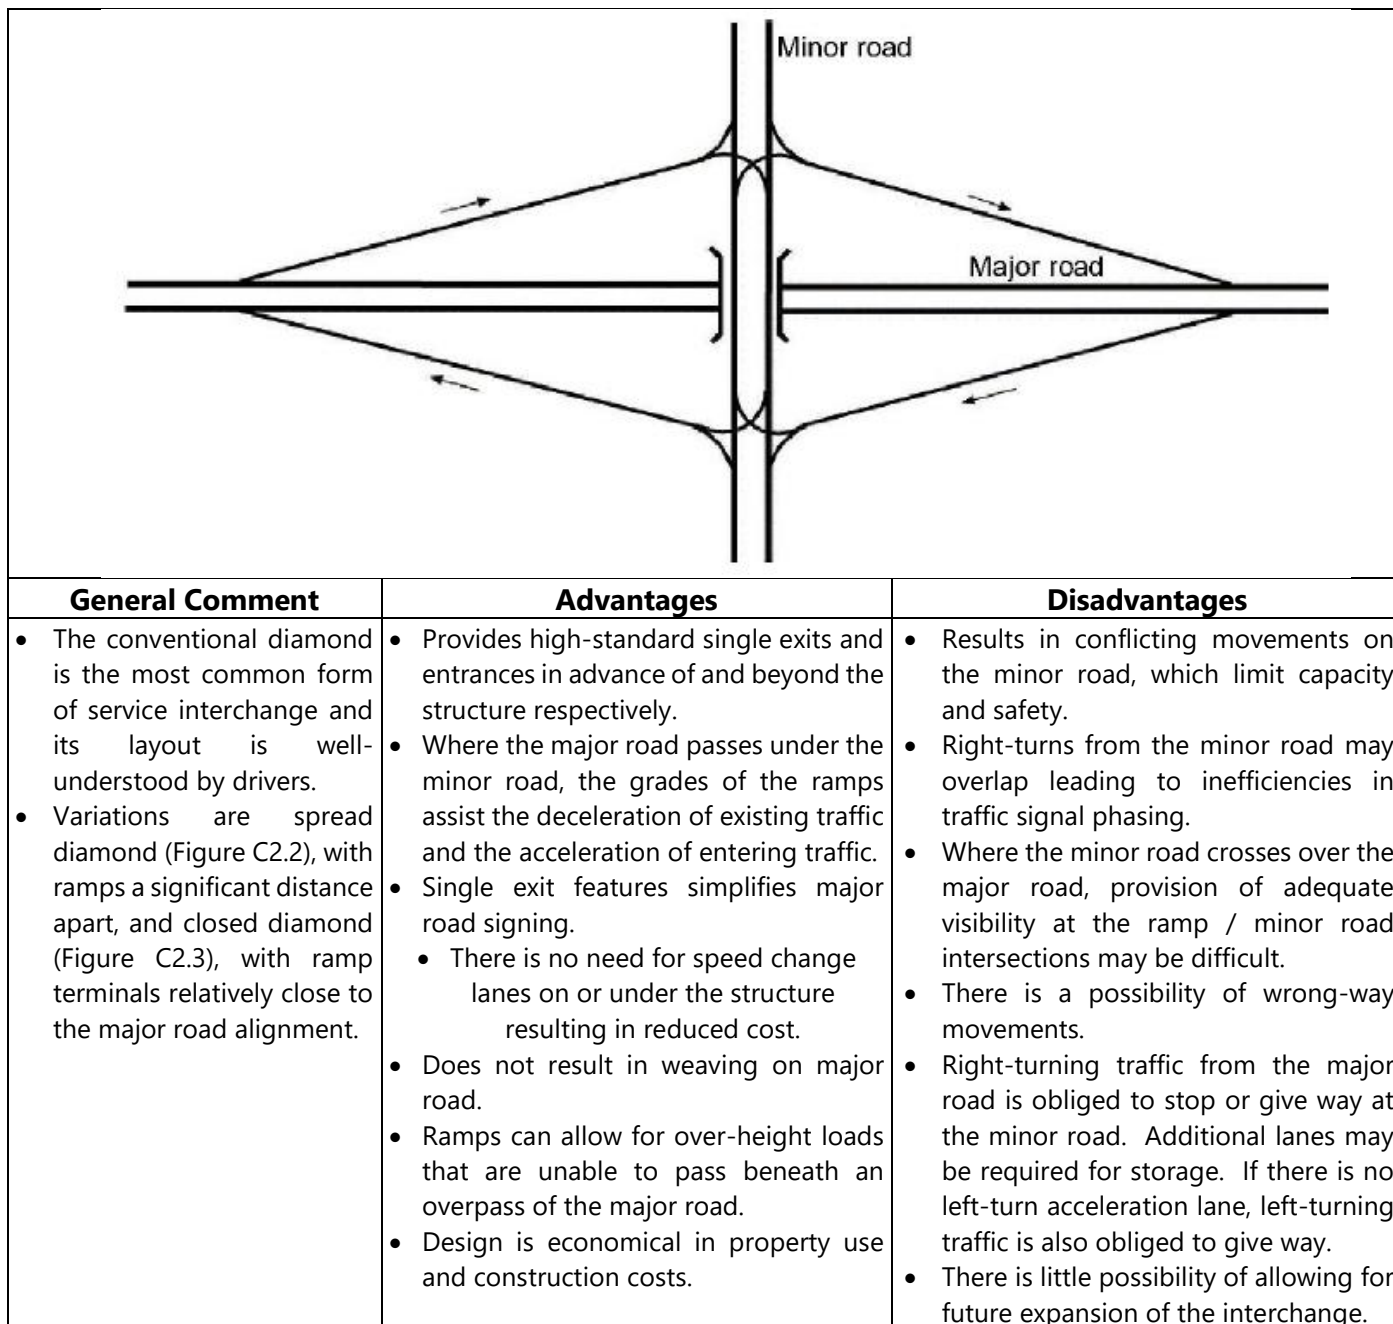 Minor road
Major road
General Comment
• The conventional diamond
is the most common form
of service interchange and
its layout is well-
understood by drivers.
• Variations are spread
diamond (Figure C2.2), with
ramps a significant distance
apart, and closed diamond
(Figure C2.3), with ramp
terminals relatively close to
the major road alignment.
Advantages
• Provides high-standard single exits and
entrances in advance of and beyond the
structure respectively.
• Where the major road passes under the
minor road, the grades of the ramps
assist the deceleration of existing traffic
and the acceleration of entering traffic.
• Single exit features simplifies major
road signing.
• There is no need for speed change
lanes on or under the structure
resulting in reduced cost.
• Does not result in weaving on major
road.
• Ramps can allow for over-height loads
that are unable to pass beneath an
overpass of the major road.
• Design is economical in property use
and construction costs.
Disadvantages
• Results in conflicting movements on
the minor road, which limit capacity
and safety.
• Right-turns from the minor road may
overlap leading to inefficiencies in
traffic signal phasing.
• Where the minor road crosses over the
major road, provision of adequate
visibility at the ramp / minor road
intersections may be difficult.
• There is a possibility of wrong-way
movements.
• Right-turning traffic from the major
road is obliged to stop or give way at
the minor road. Additional lanes may
be required for storage. If there is no
left-turn acceleration lane, left-turning
traffic is also obliged to give way.
• There is little possibility of allowing for
future expansion of the interchange.